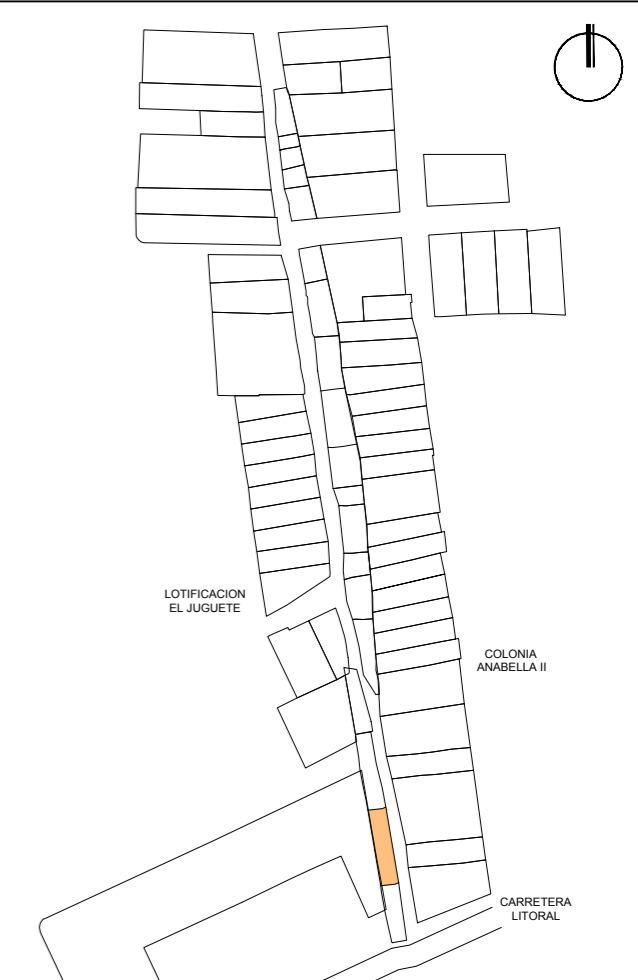 LOTIFICACION
EL JUGUETE
COLONIA
ANABELLA II
CARRETERA
LITORAL